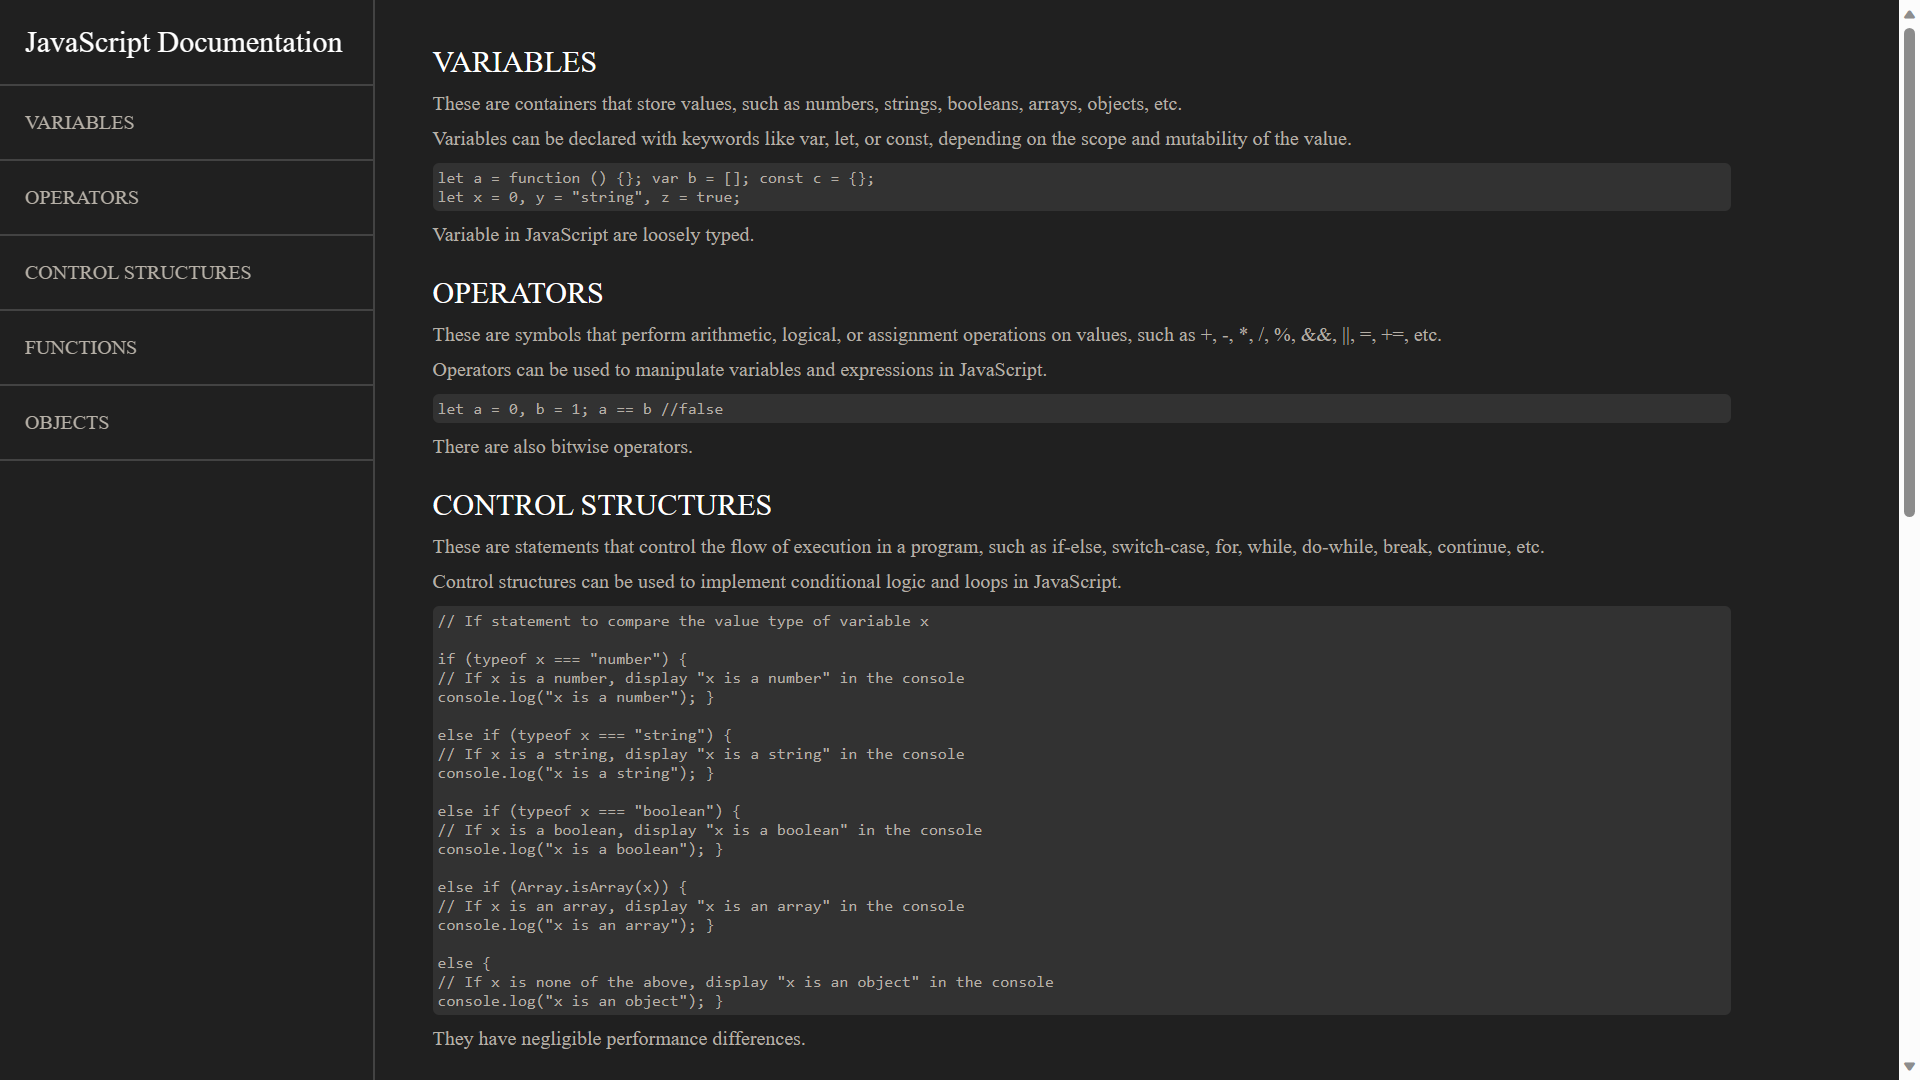 JavaScript Documentation
VARIABLES
OPERATORS
CONTROL STRUCTURES
FUNCTIONS
OBJECTS
VARIABLES
These are containers that store values, such as numbers, strings, booleans, arrays, objects, etc.
Variables can be declared with keywords like var, let, or const, depending on the scope and mutability of the value.
let a = function () {}; var b = []; const c = {};
let x = 0, y = "string", z = true;
Variable in JavaScript are loosely typed.
OPERATORS
These are symbols that perform arithmetic, logical, or assignment operations on values, such as +, -, *, /, %, &&, ||, =, +=, etc.
Operators can be used to manipulate variables and expressions in JavaScript.
let a = 0, b = 1; a == b //false
There are also bitwise operators.
CONTROL STRUCTURES
These are statements that control the flow of execution in a program, such as if-else, switch-case, for, while, do-while, break, continue, etc.
Control structures can be used to implement conditional logic and loops in JavaScript.
// If statement to compare the value type of variable x
if (typeof x === "number") {
// If x is a number, display "x is a number" in the console
console.log("x is a number"); }
else if (typeof x === "string") {
// If x is a string, display "x is a string" in the console
console.log("x is a string"); }
else if (typeof x === "boolean") {
// If x is a boolean, display "x is a boolean" in the console
console.log("x is a boolean"); }
else if (Array.isArray(x)) {
// If x is an array, display "x is an array" in the console
console.log("x is an array"); }
else {
// If x is none of the above, display "x is an object" in the console
console.log("x is an object"); }
They have negligible performance differences.